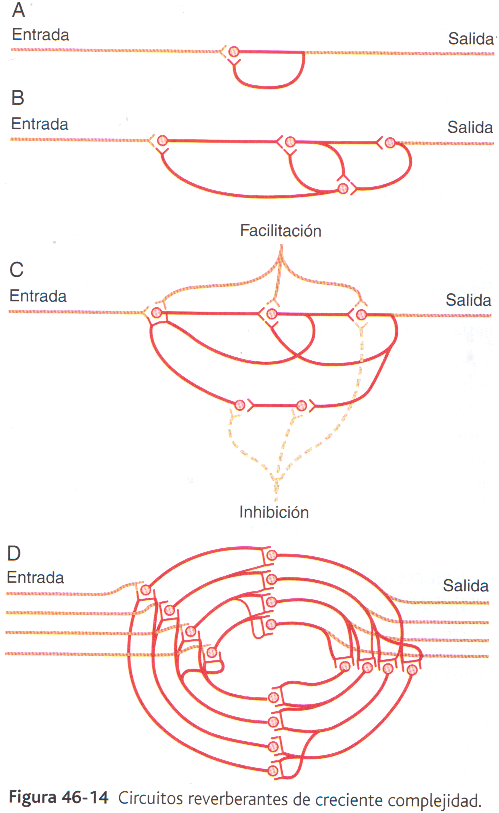 A
Entrada
Salida
B
Entrada
Salida
Facilitación
C
Entrada
Salida
Inhibición
D
Entrada
Salida
Figura 46-14 Circuitos reverberantes de creciente complejidad.